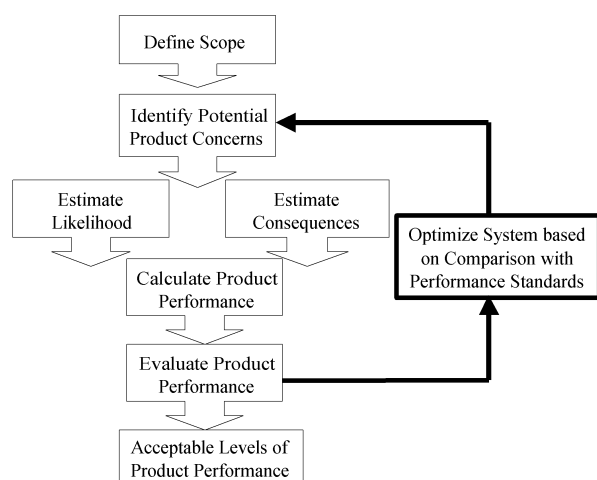 Define Scope
Identify Potential
Product Concerns
Estimate
Likelihood
Estimate
Consequences
Optimize System based
on Comparison with
Performance Standards
Calculate Product
Performance
Evaluate Product
Performance
Acceptable Levels of
Product Performance